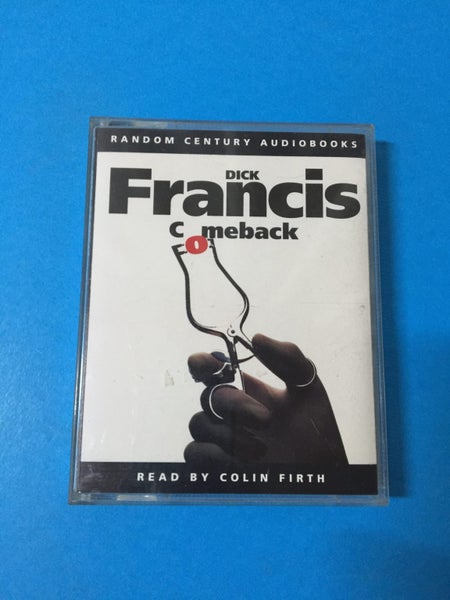 RANDOM CENTURY AUDIOBOOKS
DICK
Francis
Comeback
READ BY COLIN FIRTH